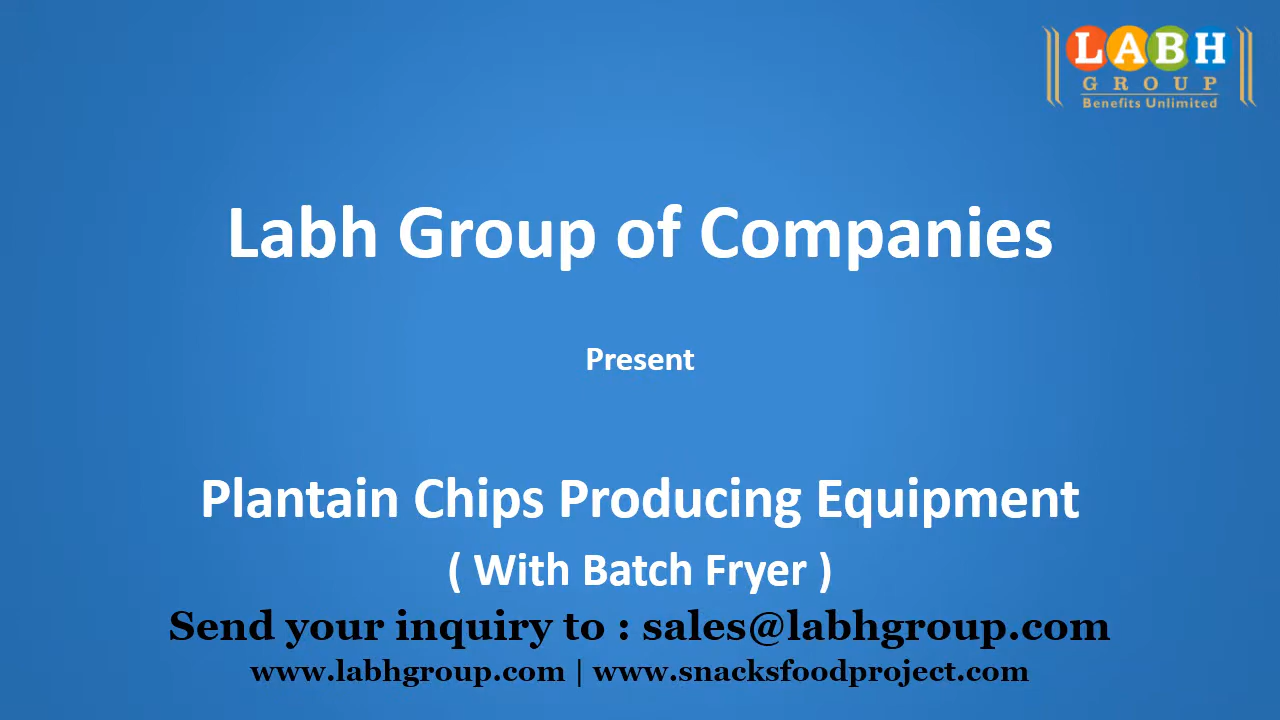 LABH
GROUP
Benefits Unlimited
Labh Group of Companies
Present
Plantain Chips Producing Equipment
( With Batch Fryer )
Send your inquiry to : sales@labhgroup.com
www.labhgroup.com | www.snacksfoodproject.com